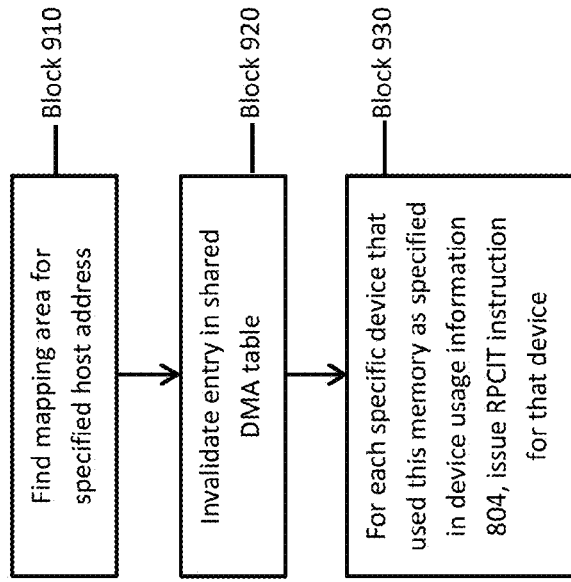 Find mapping area for
specified host address
Block 910
Invalidate entry in shared
DMA table
Block 920
For each specific device that
used this memory as specified
in device usage information
804, issue RPCIT instruction
for that device
Block 930